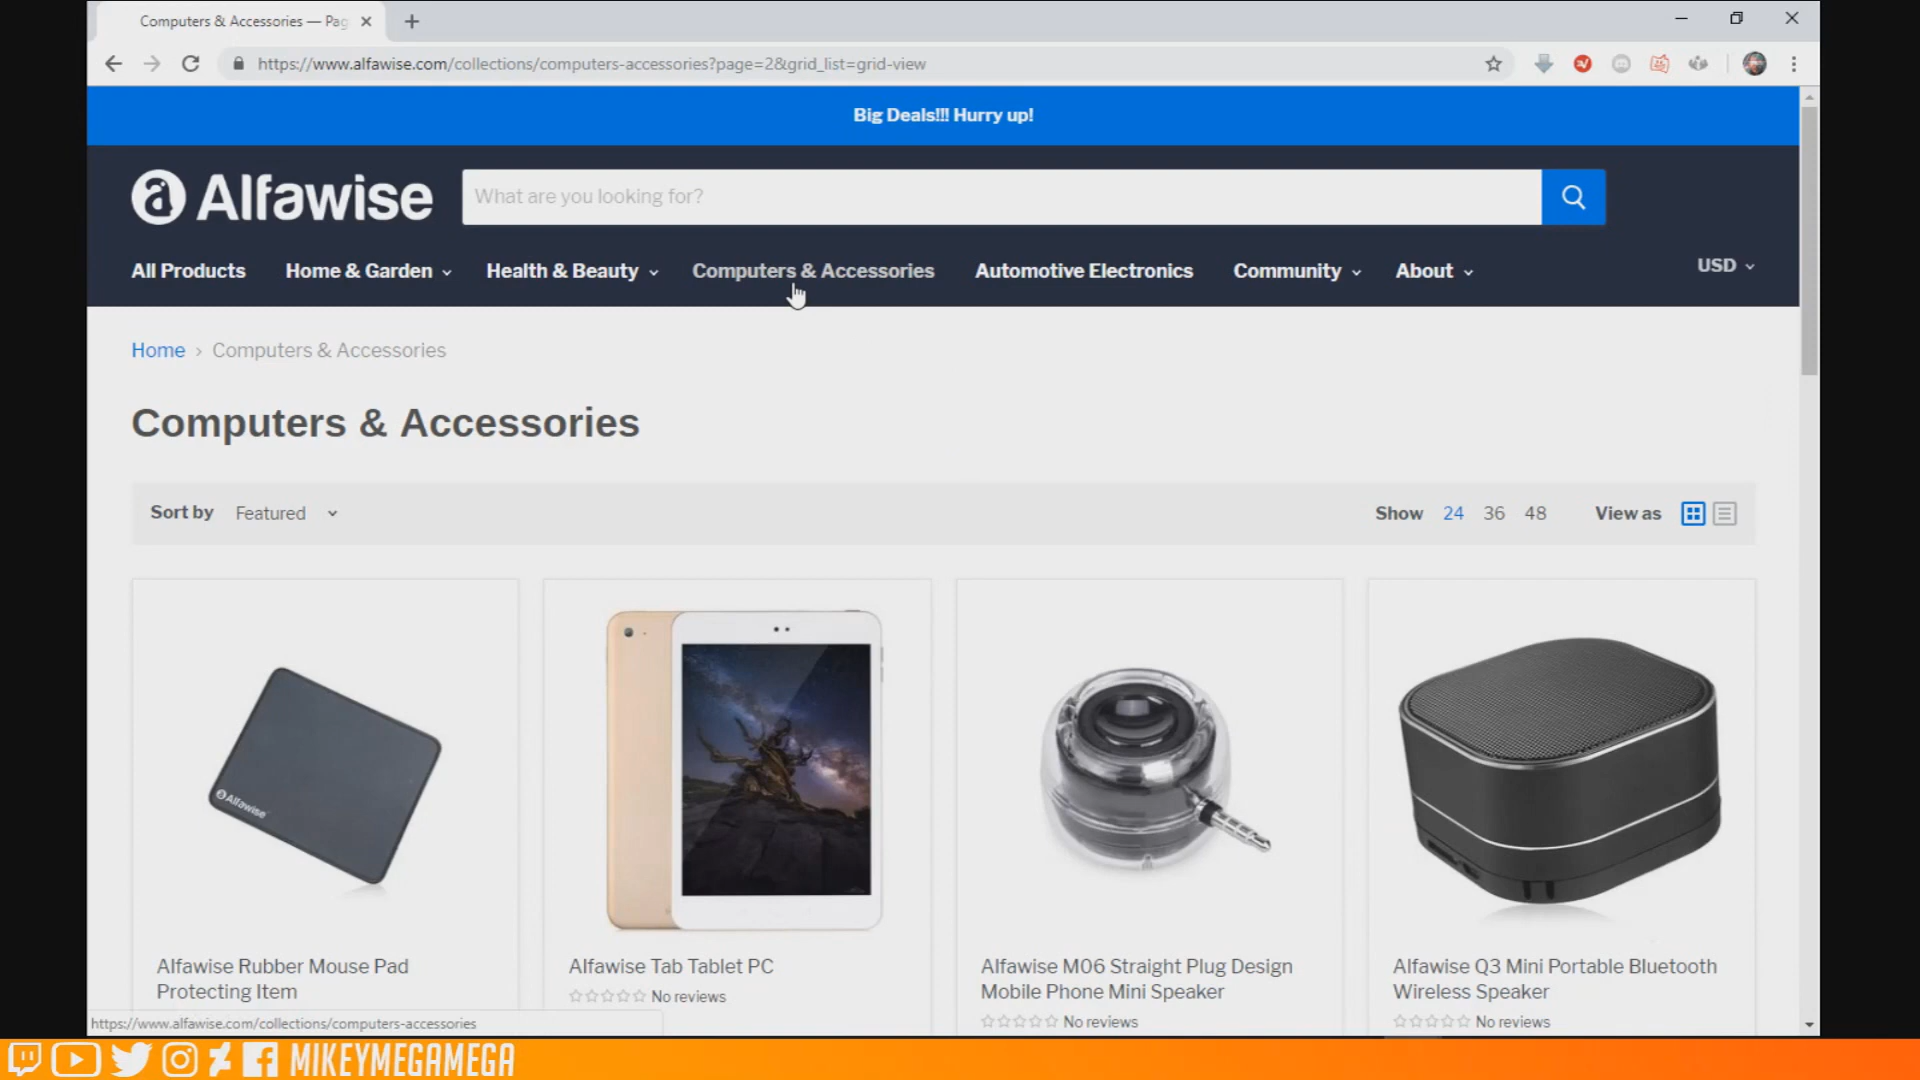 Computers & Accessories — Pag
https://www.alfawise.com/collections/computers-accessories?page=2&grid_list=grid-view
Big Deals!!! Hurry up!
Alfawise
What are you looking for?
All Products Home & Garden Health & Beauty Computers & Accessories Automotive Electronics Community About USD
Home › Computers & Accessories
Computers & Accessories
Sort by Featured Show 24 36 48 View as
Alfawise
Alfawise Rubber Mouse Pad
Protecting Item
Alfawise Tab Tablet PC
No reviews
Alfawise M06 Straight Plug Design
Mobile Phone Mini Speaker
No reviews
Alfawise Q3 Mini Portable Bluetooth
Wireless Speaker
No reviews
https://www.alfawise.com/collections/computers-accessories
MIKEYMEGAMEGA